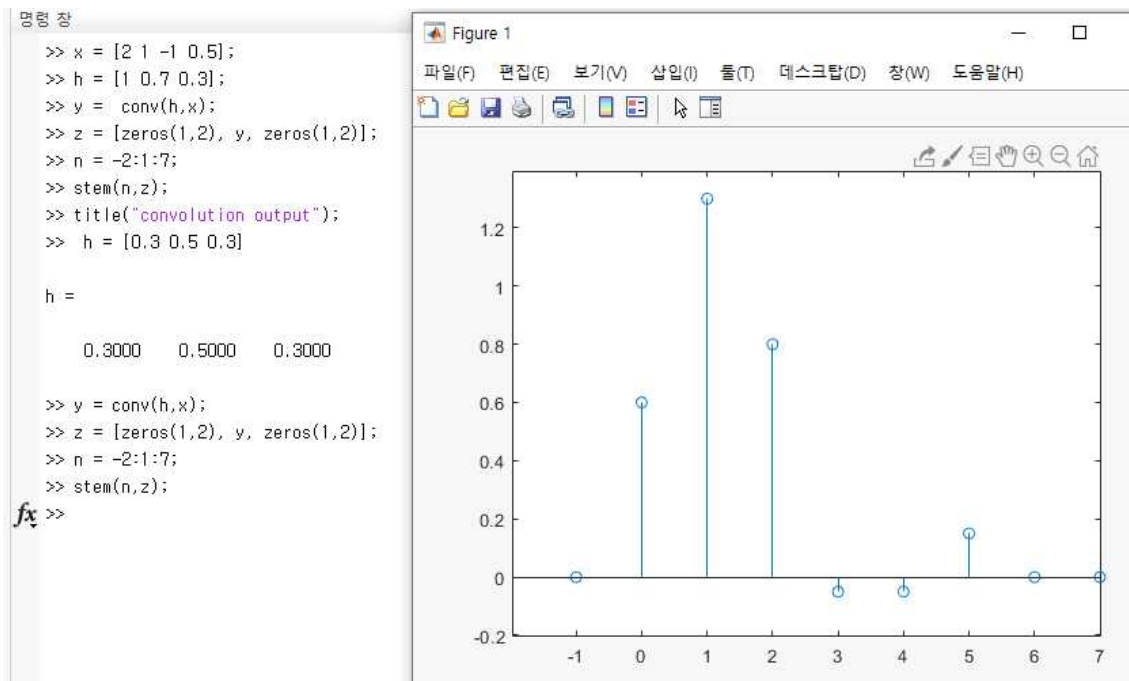 명령 창
>> x = [2 1 -1 0.5];
>> h = [1 0.7 0.3];
>> y =  conv(h,x);
>> z = [zeros(1,2), y, zeros(1,2)];
>> n = -2:1:7;
>> stem(n,z);
>> title("convolution output");
>>  h = [0.3 0.5 0.3]
h =
0.3000 0.5000 0.3000
>> y = conv(h,x);
>> z = [zeros(1,2), y, zeros(1,2)];
>> n = -2:1:7;
>> stem(n,z);
fx >>
Figure 1
파일(F) 편집(E) 보기(V) 삽입(I) 툴(T) 데스크탑(D) 창(W) 도움말(H)
1.2
1
0.8
0.6
0.4
0.2
0
-0.2
-1 0 1 2 3 4 5 6 7